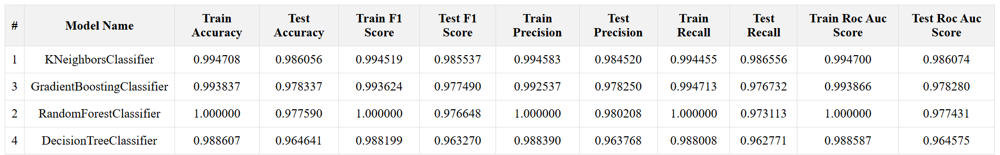 # Model Name Train Accuracy Test Accuracy Train F1 Score Test F1 Score Train Precision Test Precision Train Recall Test Recall Train Roc Auc Score Test Roc Auc Score
1 KNeighborsClassifier 0.994708 0.986056 0.994519 0.985537 0.994583 0.984520 0.994455 0.986556 0.994700 0.986074
3 GradientBoostingClassifier 0.993837 0.978337 0.993624 0.977490 0.992537 0.978250 0.994713 0.976732 0.993866 0.978280
2 RandomForestClassifier 1.000000 0.977590 1.000000 0.976648 1.000000 0.980208 1.000000 0.973113 1.000000 0.977431
4 DecisionTreeClassifier 0.988607 0.964641 0.988199 0.963270 0.988390 0.963768 0.988008 0.962771 0.988587 0.964575